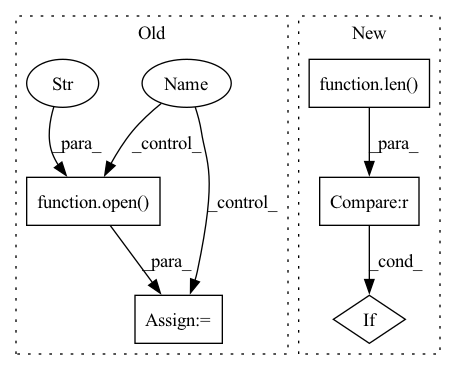 Old
New
Str
Name
function.len()
_para_
_control_
_para_
function.open()
_control_
Compare:r
_para_
_cond_
Assign:=
If